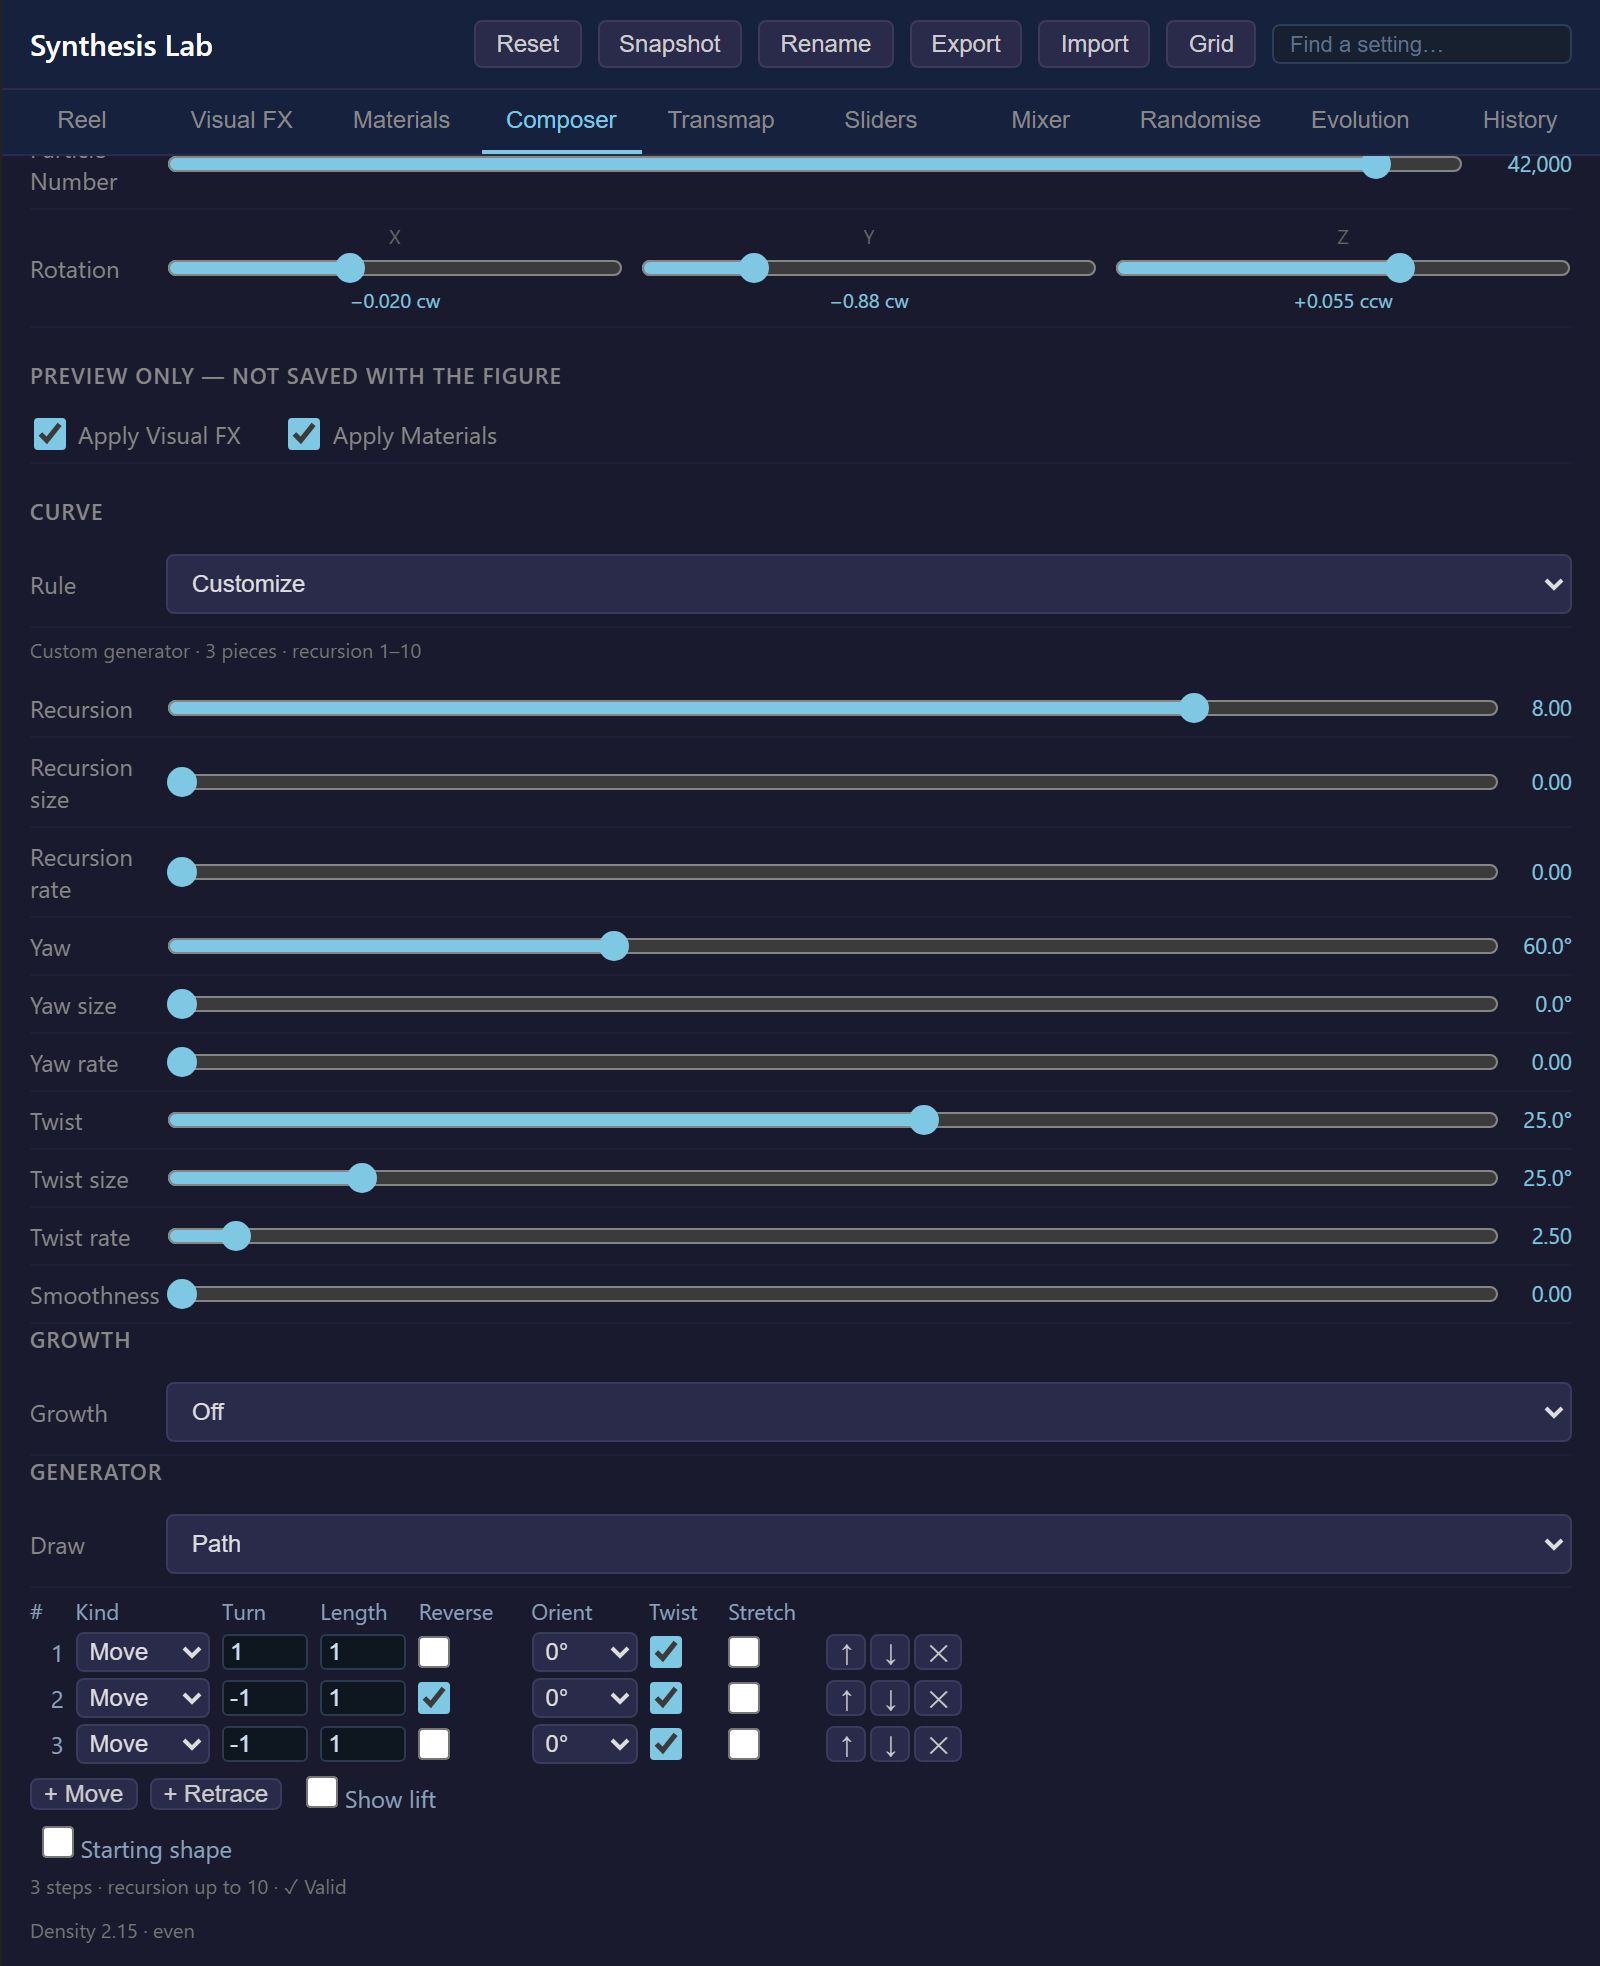 Synthesis Lab
Reset
Snapshot
Rename
Export
Import
Grid
Find a setting…
Reel
Visual FX
Materials
Composer
Transmap
Sliders
Mixer
Randomise
Evolution
History
Particle
Number
42,000
X
Y
Z
Rotation
−0.020 cw
−0.88 cw
+0.055 ccw
PREVIEW ONLY — NOT SAVED WITH THE FIGURE
Apply Visual FX
Apply Materials
CURVE
Rule
Customize
Custom generator · 3 pieces · recursion 1–10
Recursion
8.00
Recursion
size
0.00
Recursion
rate
0.00
Yaw
60.0°
Yaw size
0.0°
Yaw rate
0.00
Twist
25.0°
Twist size
25.0°
Twist rate
2.50
Smoothness
0.00
GROWTH
Growth
Off
GENERATOR
Draw
Path
# Kind Turn Length Reverse Orient Twist Stretch
1 Move 1 1 0° ↑ ↓ ×
2 Move -1 1 0° ↑ ↓ ×
3 Move -1 1 0° ↑ ↓ ×
+ Move
+ Retrace
Show lift
Starting shape
3 steps · recursion up to 10 · ✓ Valid
Density 2.15 · even